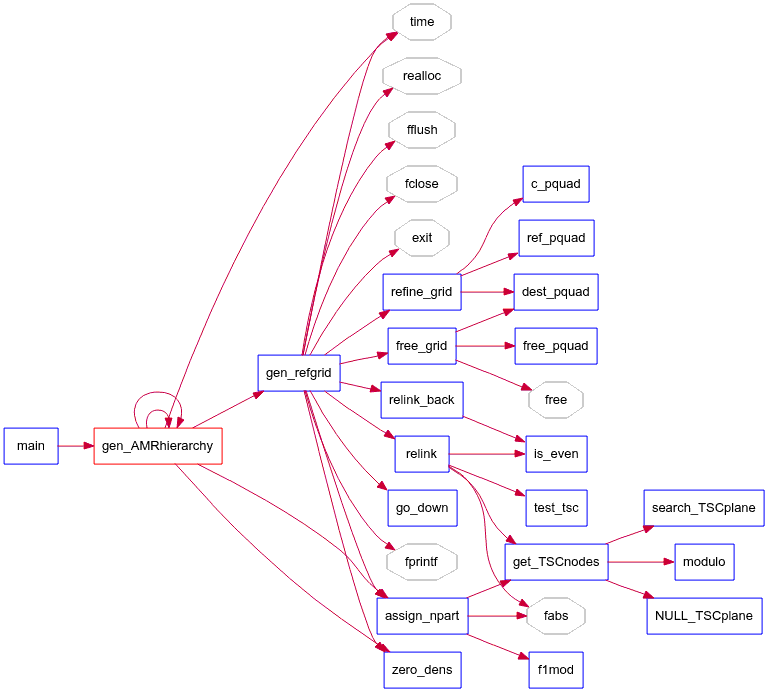 time
realloc
fflush
fclose
c_pquad
exit
ref_pquad
refine_grid
dest_pquad
free_grid
free_pquad
gen_refgrid
relink_back
free
main
gen_AMRhierarchy
relink
is_even
go_down
test_tsc
search_TSCplane
fprintf
get_TSCnodes
modulo
assign_npart
fabs
NULL_TSCplane
zero_dens
f1mod